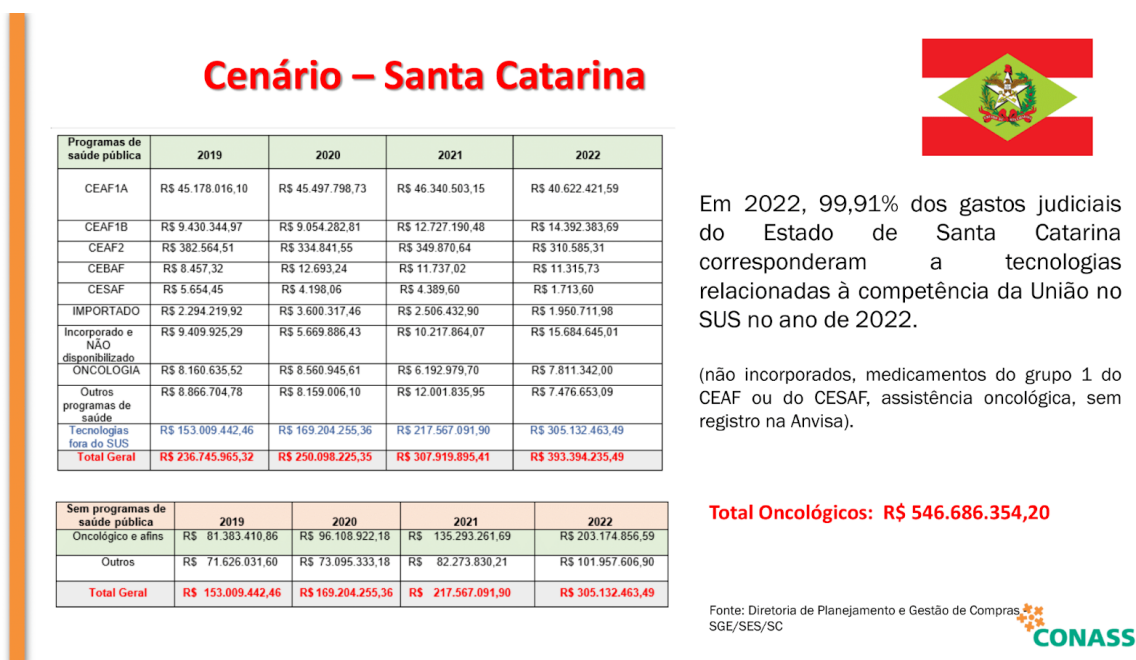 Cenário – Santa Catarina
Programas de saúde pública 2019 2020 2021 2022
CEAF1A R$ 45.178.016,10 R$ 45.497.798,73 R$ 46.340.503,15 R$ 40.622.421,59
CEAF1B R$ 9.430.344,97 R$ 9.054.282,81 R$ 12.727.190,48 R$ 14.392.383,69
CEAF2 R$ 382.564,51 R$ 334.841,55 R$ 349.870,64 R$ 310.585,31
CEBAF R$ 8.457,32 R$ 12.693,24 R$ 11.737,02 R$ 11.315,73
CESAF R$ 5.654,45 R$ 4.198,06 R$ 4.389,60 R$ 1.713,60
IMPORTADO R$ 2.294.219,92 R$ 3.600.317,46 R$ 2.506.432,90 R$ 1.950.711,98
Incorporado e NÃO disponibilizado R$ 9.409.925,29 R$ 5.669.886,43 R$ 10.217.864,07 R$ 15.684.645,01
ONCOLOGIA R$ 8.160.635,52 R$ 8.560.945,61 R$ 6.192.979,70 R$ 7.811.342,00
Outros programas de saúde R$ 8.866.704,78 R$ 8.159.006,10 R$ 12.001.835,95 R$ 7.476.653,09
Tecnologias fora do SUS R$ 153.009.442,46 R$ 169.204.255,36 R$ 217.567.091,90 R$ 305.132.463,49
Total Geral R$ 236.745.965,32 R$ 250.098.225,35 R$ 307.919.895,41 R$ 393.394.235,49
Sem programas de saúde pública 2019 2020 2021 2022
Oncológico e afins R$ 81.383.410,86 R$ 96.108.922,18 R$ 135.293.261,69 R$ 203.174.856,59
Outros R$ 71.626.031,60 R$ 73.095.333,18 R$ 82.273.830,21 R$ 101.957.606,90
Total Geral R$ 153.009.442,46 R$ 169.204.255,36 R$ 217.567.091,90 R$ 305.132.463,49
Em 2022, 99,91% dos gastos judiciais
do Estado de Santa Catarina
corresponderam a tecnologias
relacionadas à competência da União no
SUS no ano de 2022.
(não incorporados, medicamentos do grupo 1 do
CEAF ou do CESAF, assistência oncológica, sem
registro na Anvisa).
Total Oncológicos: R$ 546.686.354,20
Fonte: Diretoria de Planejamento e Gestão de Compras -
SGE/SES/SC
CONASS